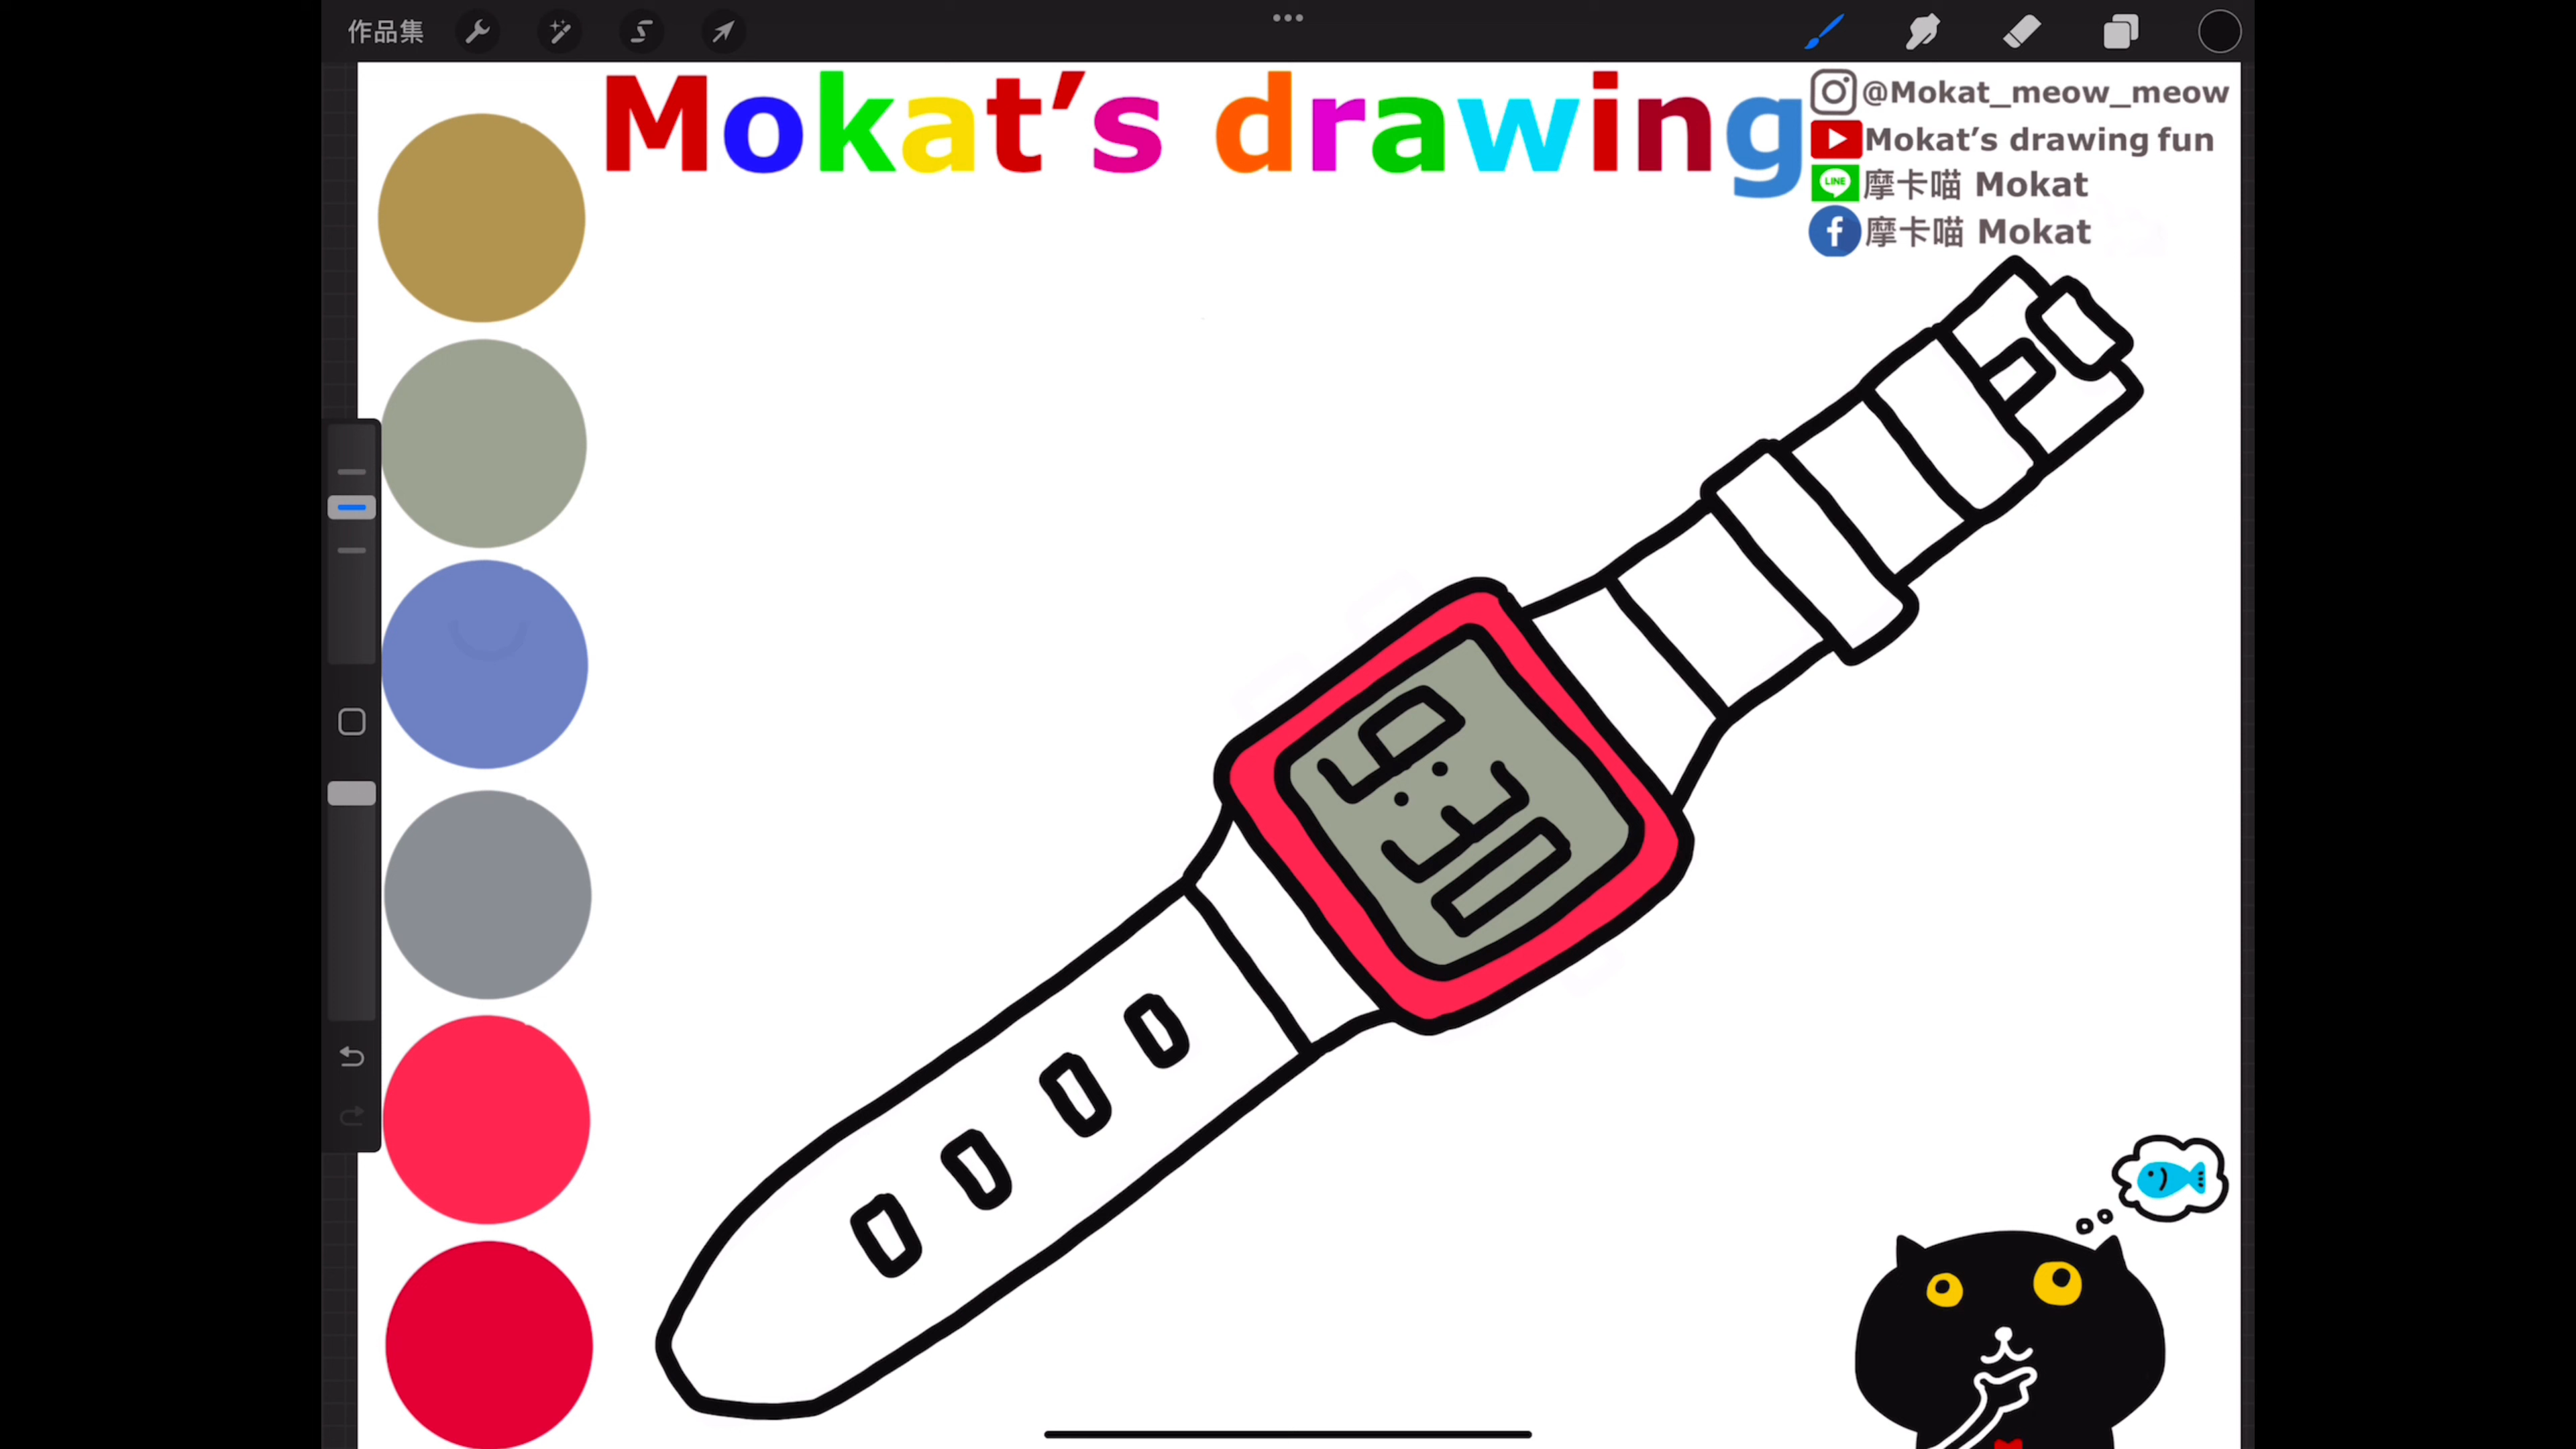 作品集
Mokat’s drawing
@Mokat_meow_meow
Mokat’s drawing fun
LINE
摩卡喵 Mokat
摩卡喵 Mokat
9:30